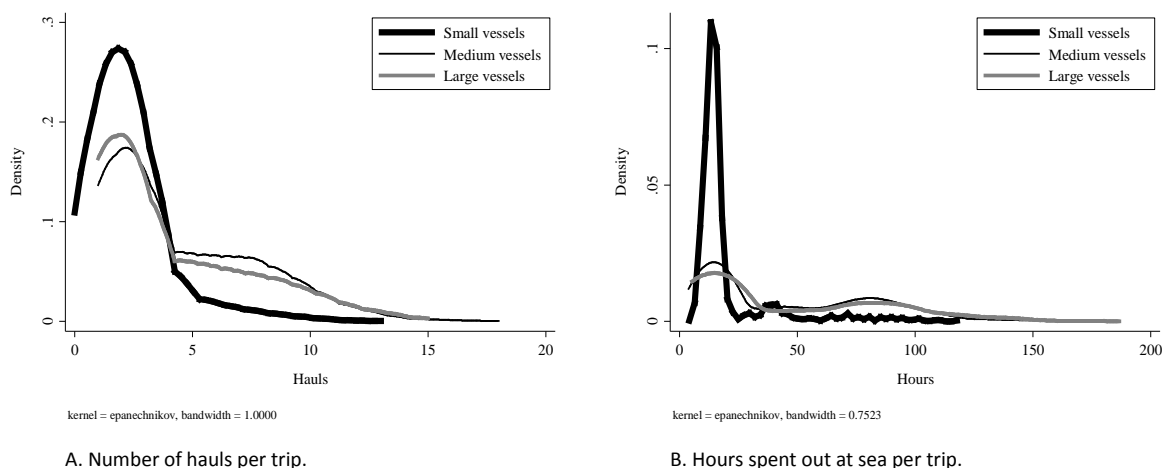 .3
.2
.1
0
Density
0
5
10
15
20
Hauls
Small vessels
Medium vessels
Large vessels
kernel = epanechnikov, bandwidth = 1.0000
A. Number of hauls per trip.
.1
.05
0
Density
0
50
100
150
200
Hours
Small vessels
Medium vessels
Large vessels
kernel = epanechnikov, bandwidth = 0.7523
B. Hours spent out at sea per trip.